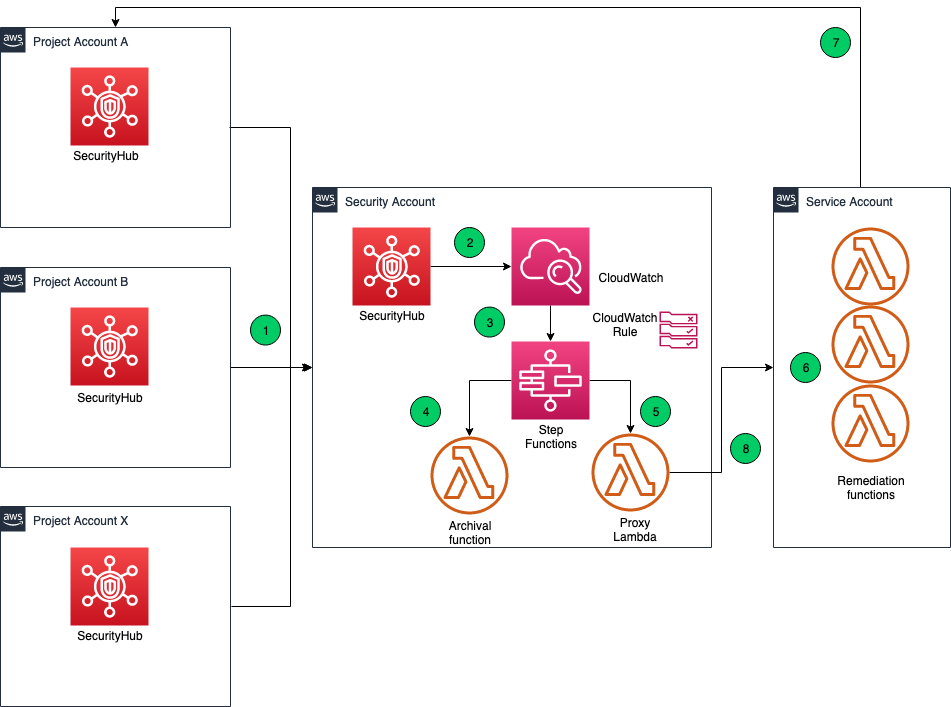 aws
Project Account A
SecurityHub
7
aws
Project Account B
SecurityHub
1
aws
Project Account X
SecurityHub
aws
Security Account
SecurityHub
2
CloudWatch
3
CloudWatch
Rule
Step
Functions
4
5
Archival
function
Proxy
Lambda
8
aws
Service Account
6
Remediation
functions